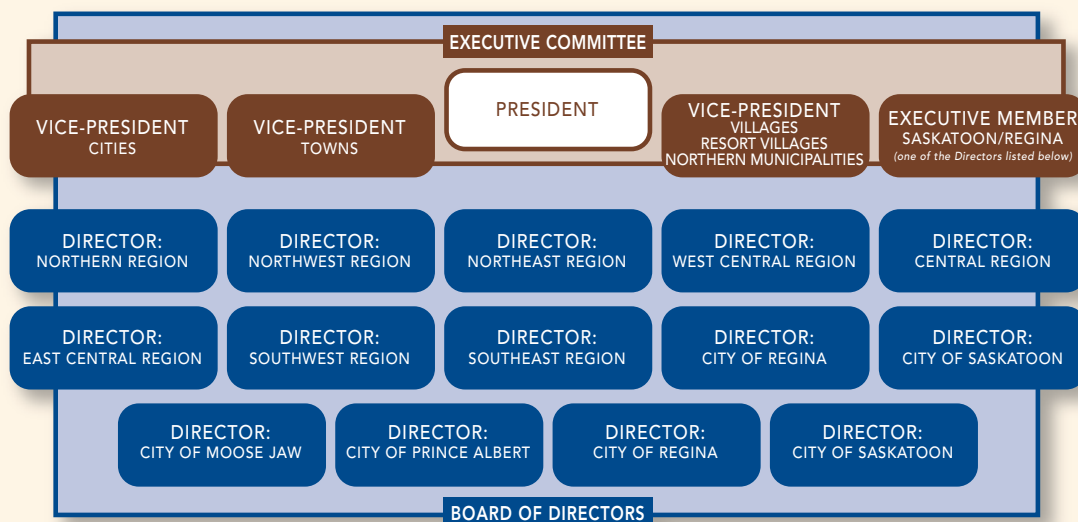 EXECUTIVE COMMITTEE
VICE-PRESIDENT
CITIES
VICE-PRESIDENT
TOWNS
PRESIDENT
VICE-PRESIDENT
VILLAGES
RESORT VILLAGES
NORTHERN MUNICIPALITIES
EXECUTIVE MEMBER
SASKATOON/REGINA
(one of the Directors listed below)
DIRECTOR:
NORTHERN REGION
DIRECTOR:
NORTHWEST REGION
DIRECTOR:
NORTHEAST REGION
DIRECTOR:
WEST CENTRAL REGION
DIRECTOR:
CENTRAL REGION
DIRECTOR:
EAST CENTRAL REGION
DIRECTOR:
SOUTHWEST REGION
DIRECTOR:
SOUTHEAST REGION
DIRECTOR:
CITY OF REGINA
DIRECTOR:
CITY OF SASKATOON
DIRECTOR:
CITY OF MOOSE JAW
DIRECTOR:
CITY OF PRINCE ALBERT
DIRECTOR:
CITY OF REGINA
DIRECTOR:
CITY OF SASKATOON
BOARD OF DIRECTORS